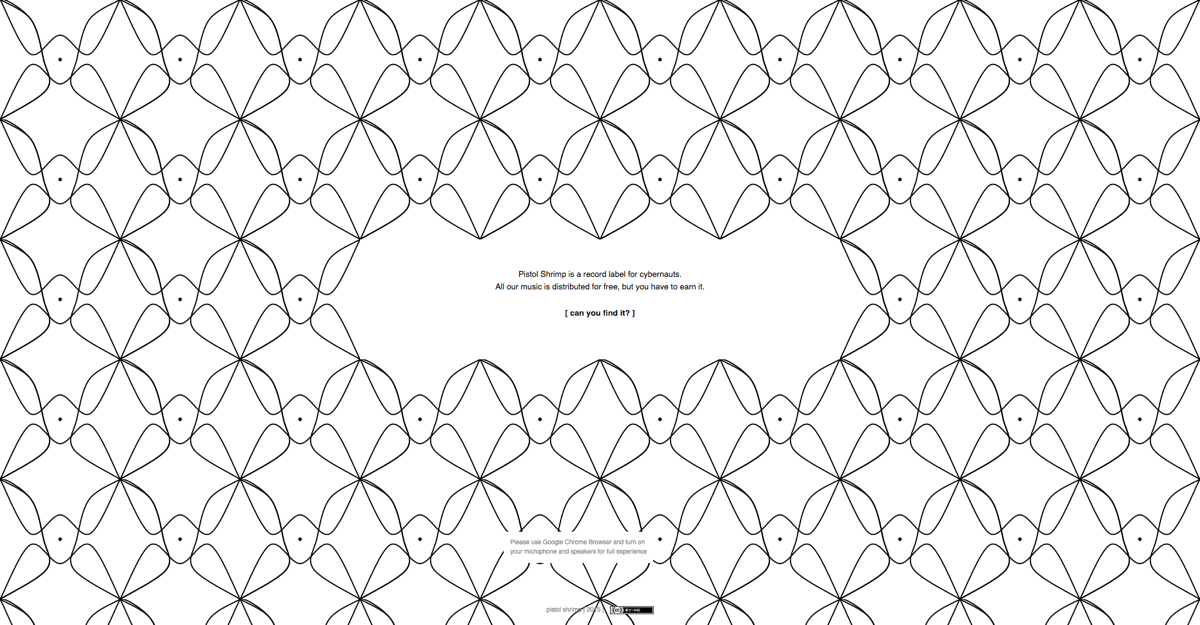 Pistol Shrimp is a record label for cybernauts.
All our music is distributed for free, but you have to earn it.
[ can you find it? ]
Please use Google Chrome Browser and turn on
your microphone and speakers for full experience
pistol shrimp |
BY-NC